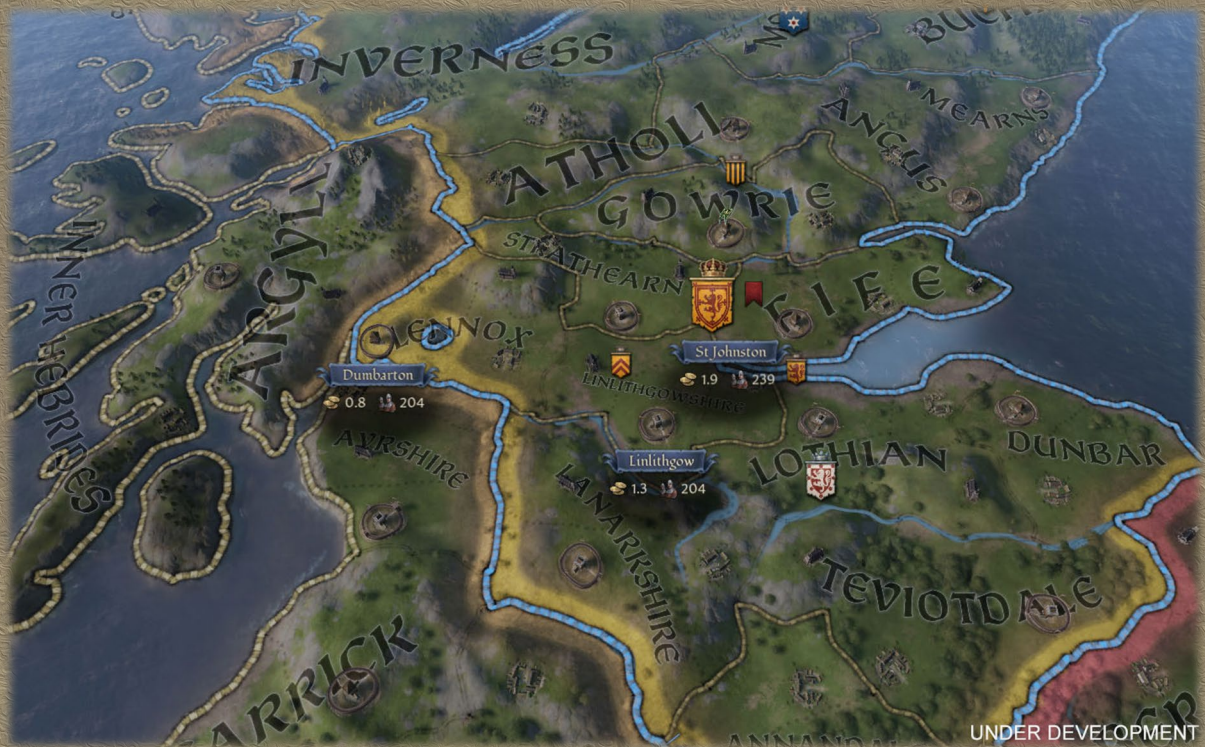 INVERNESS
MEARNS
ANGUS
ATHOLL
GOWRIE
STRATHEARN
FIFE
INNER HEBRIDES
ARGYLL
LENNOX
St Johnston
1.9 239
Dumbarton
0.8 204
LINLITHGOWSHIRE
AYRSHIRE
Linlithgow
1.3 204
LOTHIAN
DUNBAR
LANARKSHIRE
TEVIOTDALE
ARRICK
ANNANDA
UNDER DEVELOPMENT